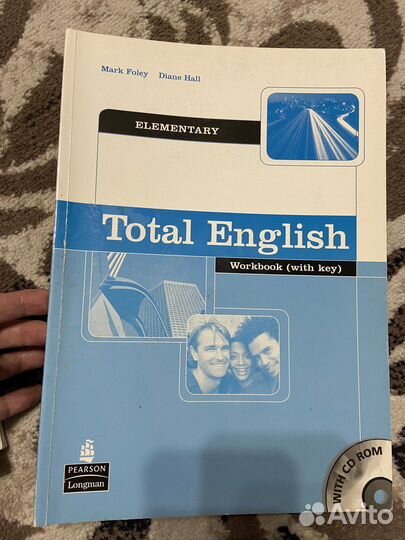 Mark Foley Diane Hall
ELEMENTARY
Total English
Workbook (with key)
PEARSON
Longman
WITH CD ROM
Avito